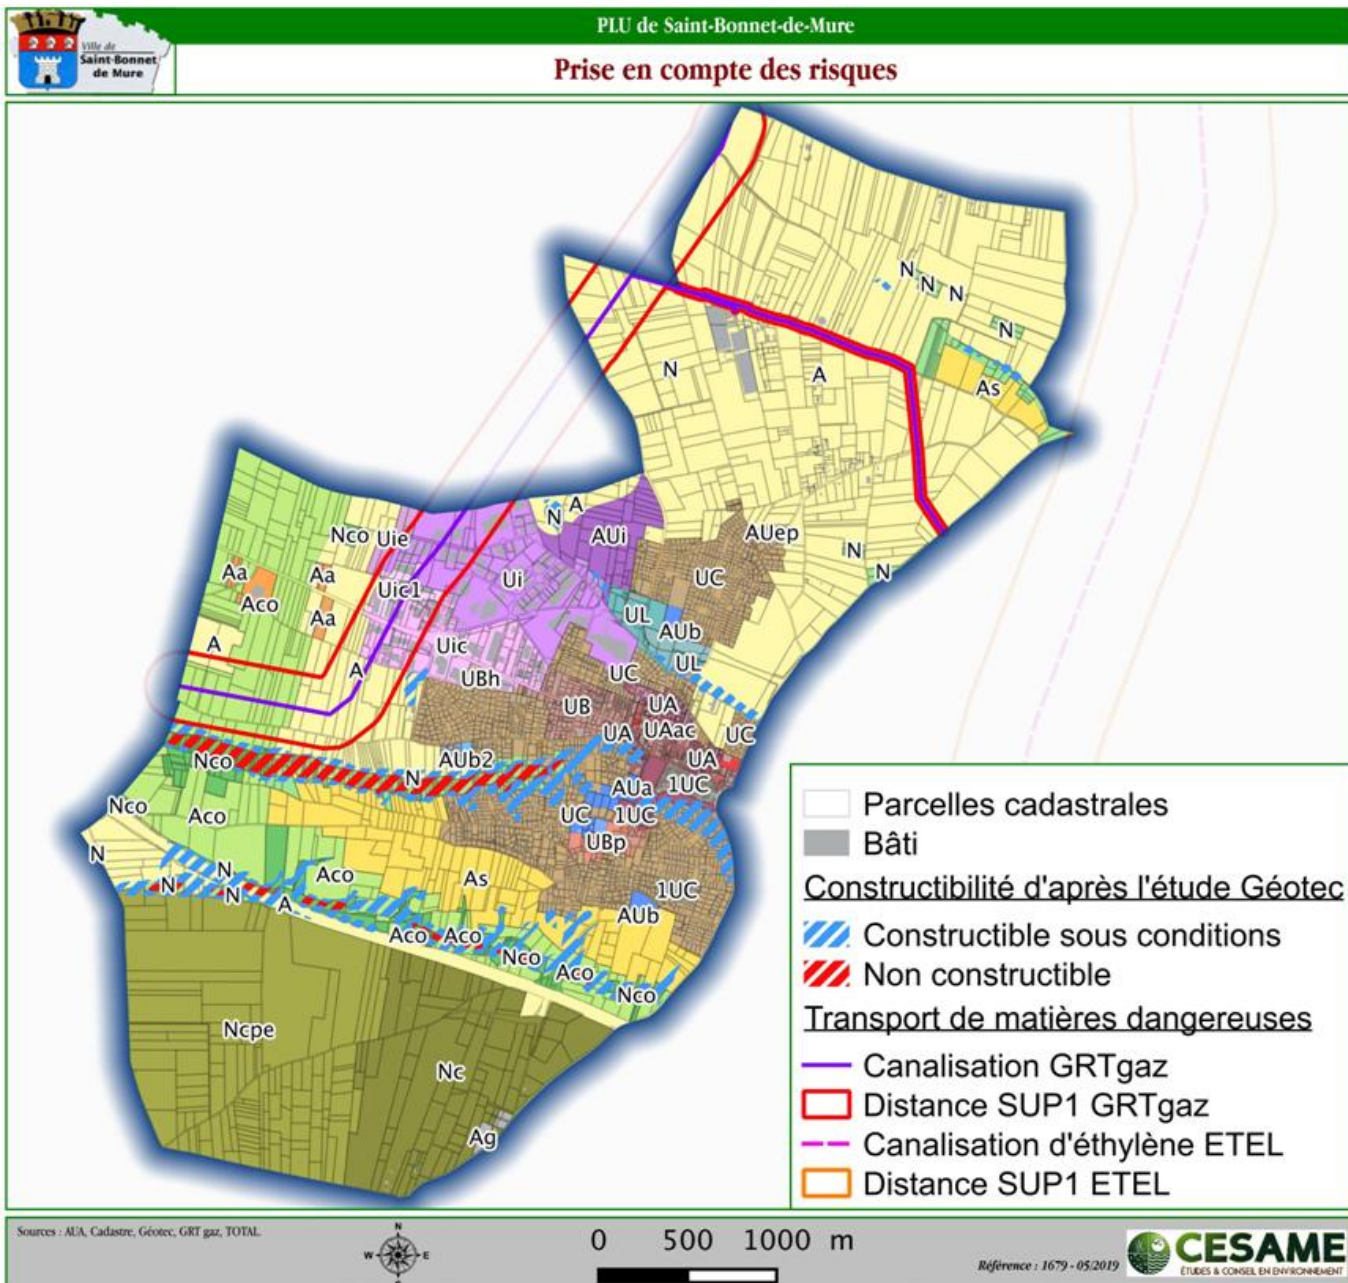 PLU de Saint-Bonnet-de-Mure
Ville de
Saint-Bonnet
de Mure
Prise en compte des risques
N
N
N
N
N
A
As
A
N
AUi
AUep
Nco
Uie
N
N
UC
Aa
Aa
Ui
Aco
Uic1
Aa
UL
AUb
A
Uic
UL
A
UBh
UC
UB
UA
UAac
UA
UC
UA
Nco
AUb2
N
AUa
1UC
Nco
Aco
UC
1UC
UBp
N
N
Aco
As
N
N
1UC
A
AUb
Aco
Aco
Nco
Aco
Nco
Ncpe
Nc
Ag
Parcelles cadastrales
Bâti
Constructibilité d'après l'étude Géotec
Constructible sous conditions
Non constructible
Transport de matières dangereuses
Canalisation GRTgaz
Distance SUP1 GRTgaz
Canalisation d'éthylène ETEL
Distance SUP1 ETEL
Sources : AUA, Cadastre, Géotec, GRT gaz, TOTAL.
N
W
E
S
0 500 1000 m
Référence : 1679 - 05/2019
CESAME
ÉTUDES & CONSEIL EN ENVIRONNEMENT